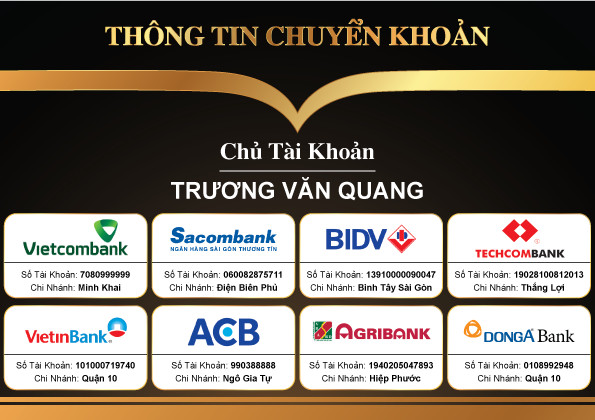 THÔNG TIN CHUYỂN KHOẢN
Chủ Tài Khoản
TRƯƠNG VĂN QUANG
Vietcombank
Số Tài Khoản: 7080999999
Chi Nhánh: Minh Khai
Sacombank
NGÂN HÀNG SÀI GÒN THƯƠNG TÍN
Số Tài Khoản: 060082875711
Chi Nhánh: Điện Biên Phủ
BIDV
Số Tài Khoản: 13910000090047
Chi Nhánh: Bình Tây Sài Gòn
TECHCOMBANK
Số Tài Khoản: 19028100812013
Chi Nhánh: Thắng Lợi
VietinBank
Số Tài Khoản: 101000719740
Chi Nhánh: Quận 10
ACB
Số Tài Khoản: 990388888
Chi Nhánh: Ngô Gia Tự
AGRIBANK
Số Tài Khoản: 1940205047893
Chi Nhánh: Hiệp Phước
DONGA Bank
Số Tài Khoản: 0108992948
Chi Nhánh: Quận 10